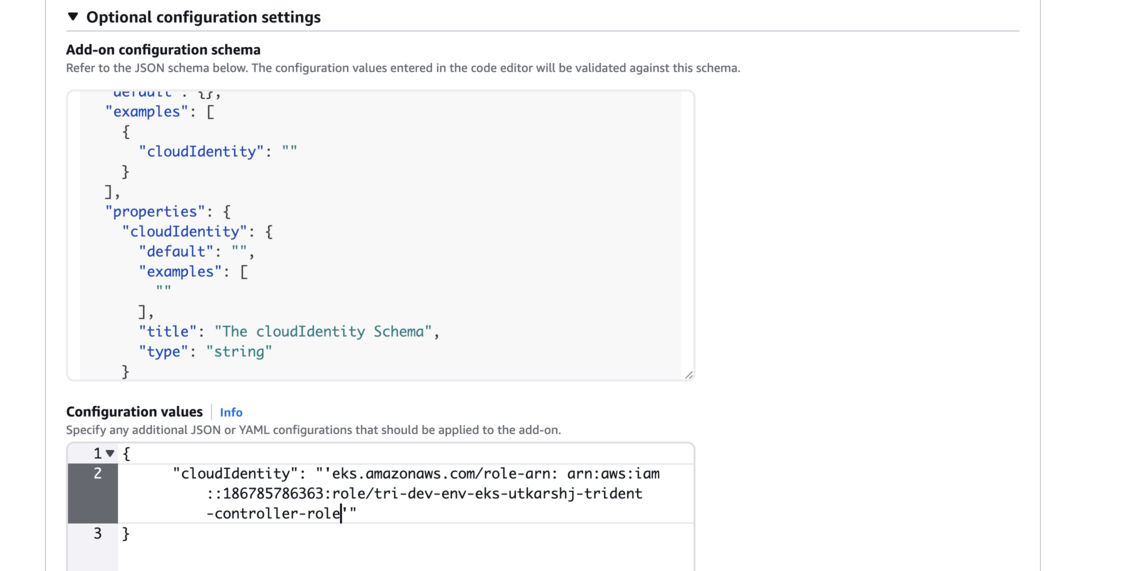 ▼ Optional configuration settings
Add-on configuration schema
Refer to the JSON schema below. The configuration values entered in the code editor will be validated against this schema.
"default": {},
"examples": [
{
"cloudIdentity": ""
}
],
"properties": {
"cloudIdentity": {
"default": "",
"examples": [
""
],
"title": "The cloudIdentity Schema",
"type": "string"
}
Configuration values Info
Specify any additional JSON or YAML configurations that should be applied to the add-on.
1 ▼ {
2 "cloudIdentity": "'eks.amazonaws.com/role-arn: arn:aws:iam
::186785786363:role/tri-dev-env-eks-utkarshj-trident
-controller-role'"
3 }